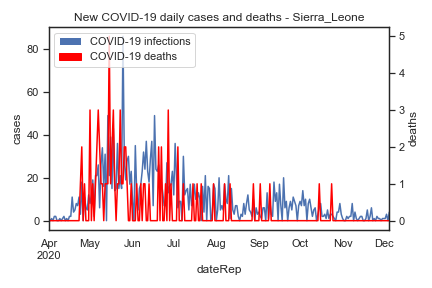 New COVID-19 daily cases and deaths - Sierra_Leone
COVID-19 infections
COVID-19 deaths
80
60
40
20
0
cases
5
4
3
2
1
0
deaths
Apr May Jun Jul Aug Sep Oct Nov Dec
2020
dateRep